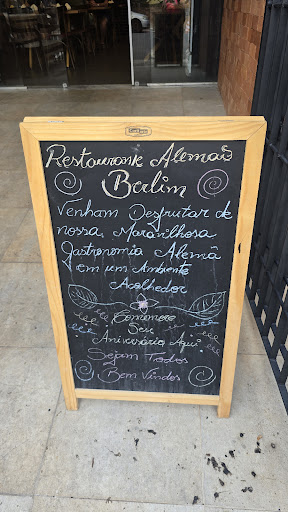 Restaurante Alemão
Berlim
Venham Desfrutar de
nossa Maravilhosa
Gastronomia Alemã
em um Ambiente
Acolhedor
Comemore
Seu
Aniversário Aqui
Sejam Todos
Bem Vindos